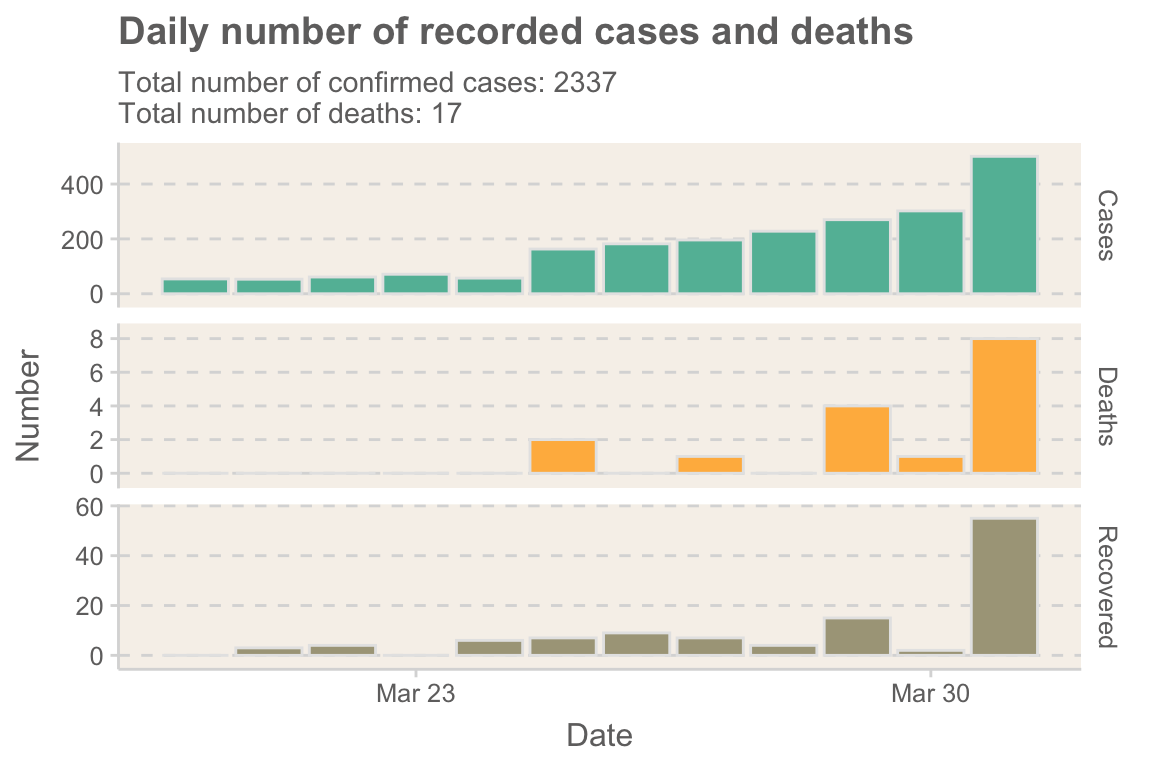 Daily number of recorded cases and deaths
Total number of confirmed cases: 2337
Total number of deaths: 17
400
200
0
Cases
Number
8
6
4
2
0
Deaths
60
40
20
0
Recovered
Mar 23
Mar 30
Date